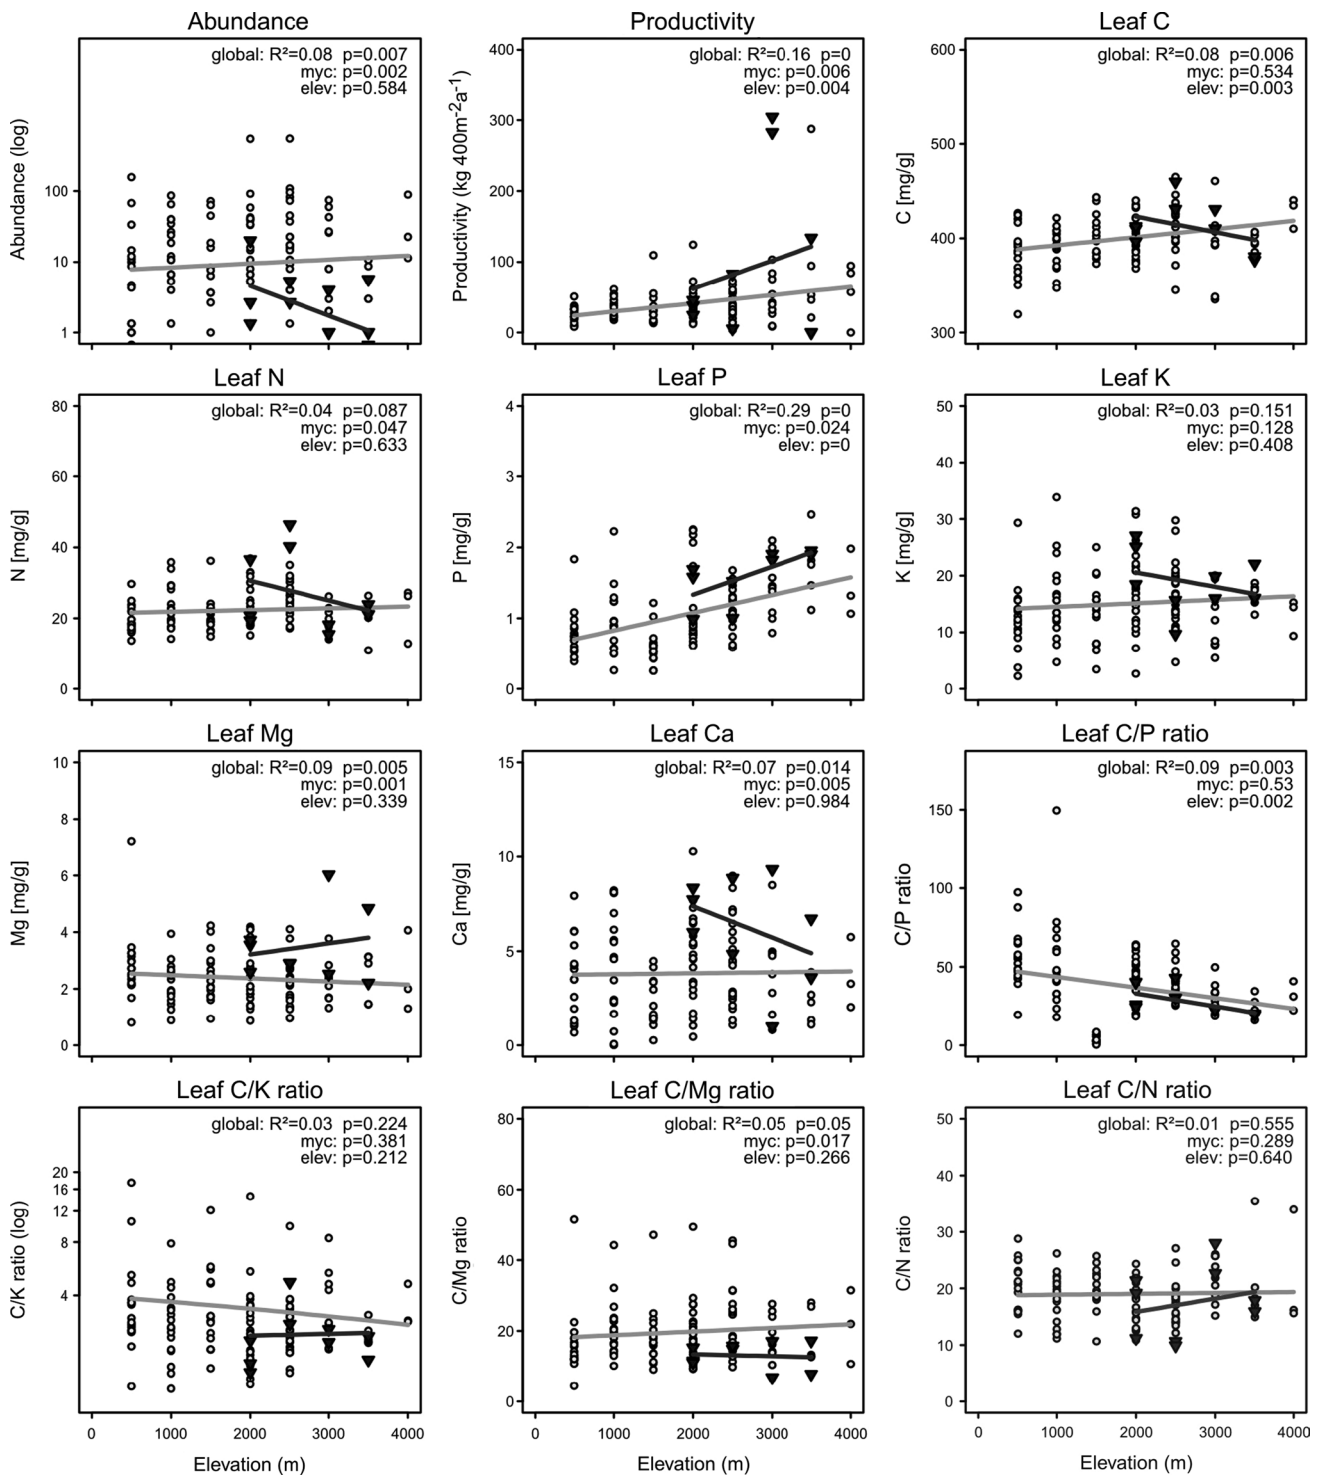 Abundance
global: R²=0.08 p=0.007
myc: p=0.002
elev: p=0.584
Abundance (log)
100
10
1
Productivity
global: R²=0.16 p=0
myc: p=0.006
elev: p=0.004
Productivity (kg 400m-2a-1)
400
300
200
100
0
Leaf C
global: R²=0.08 p=0.006
myc: p=0.534
elev: p=0.003
C [mg/g]
600
500
400
300
Leaf N
global: R²=0.04 p=0.087
myc: p=0.047
elev: p=0.633
N [mg/g]
80
60
40
20
0
Leaf P
global: R²=0.29 p=0
myc: p=0.024
elev: p=0
P [mg/g]
4
3
2
1
0
Leaf K
global: R²=0.03 p=0.151
myc: p=0.128
elev: p=0.408
K [mg/g]
50
40
30
20
10
0
Leaf Mg
global: R²=0.09 p=0.005
myc: p=0.001
elev: p=0.339
Mg [mg/g]
10
8
6
4
2
0
Leaf Ca
global: R²=0.07 p=0.014
myc: p=0.005
elev: p=0.984
Ca [mg/g]
15
10
5
0
Leaf C/P ratio
global: R²=0.09 p=0.003
myc: p=0.53
elev: p=0.002
C/P ratio
150
100
50
0
Leaf C/K ratio
global: R²=0.03 p=0.224
myc: p=0.381
elev: p=0.212
C/K ratio (log)
20
16
12
8
4
0 1000 2000 3000 4000
Elevation (m)
Leaf C/Mg ratio
global: R²=0.05 p=0.05
myc: p=0.017
elev: p=0.266
C/Mg ratio
80
60
40
20
0
0 1000 2000 3000 4000
Elevation (m)
Leaf C/N ratio
global: R²=0.01 p=0.555
myc: p=0.289
elev: p=0.640
C/N ratio
50
40
30
20
10
0
0 1000 2000 3000 4000
Elevation (m)